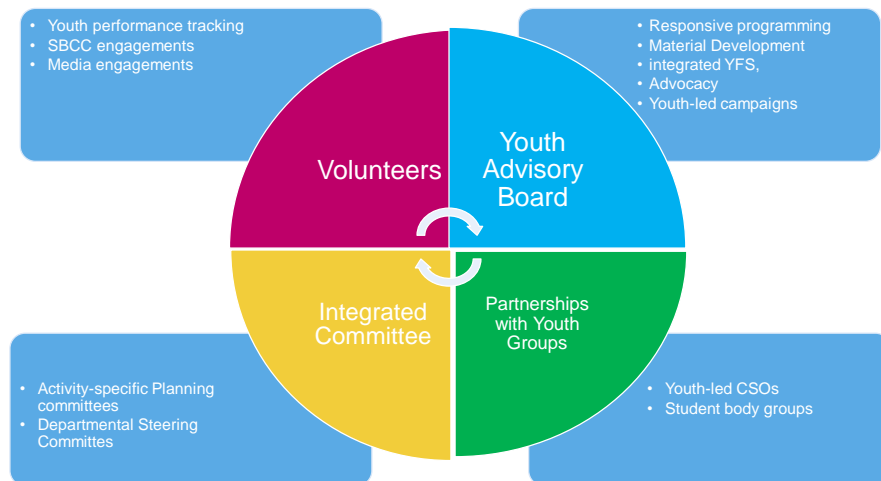 • Youth performance tracking
• SBCC engagements
• Media engagements
• Responsive programming
• Material Development
• integrated YFS,
• Advocacy
• Youth-led campaigns
Volunteers
Youth
Advisory
Board
Integrated
Committee
Partnerships
with Youth
Groups
• Activity-specific Planning
committees
• Departmental Steering
Committes
• Youth-led CSOs
• Student body groups